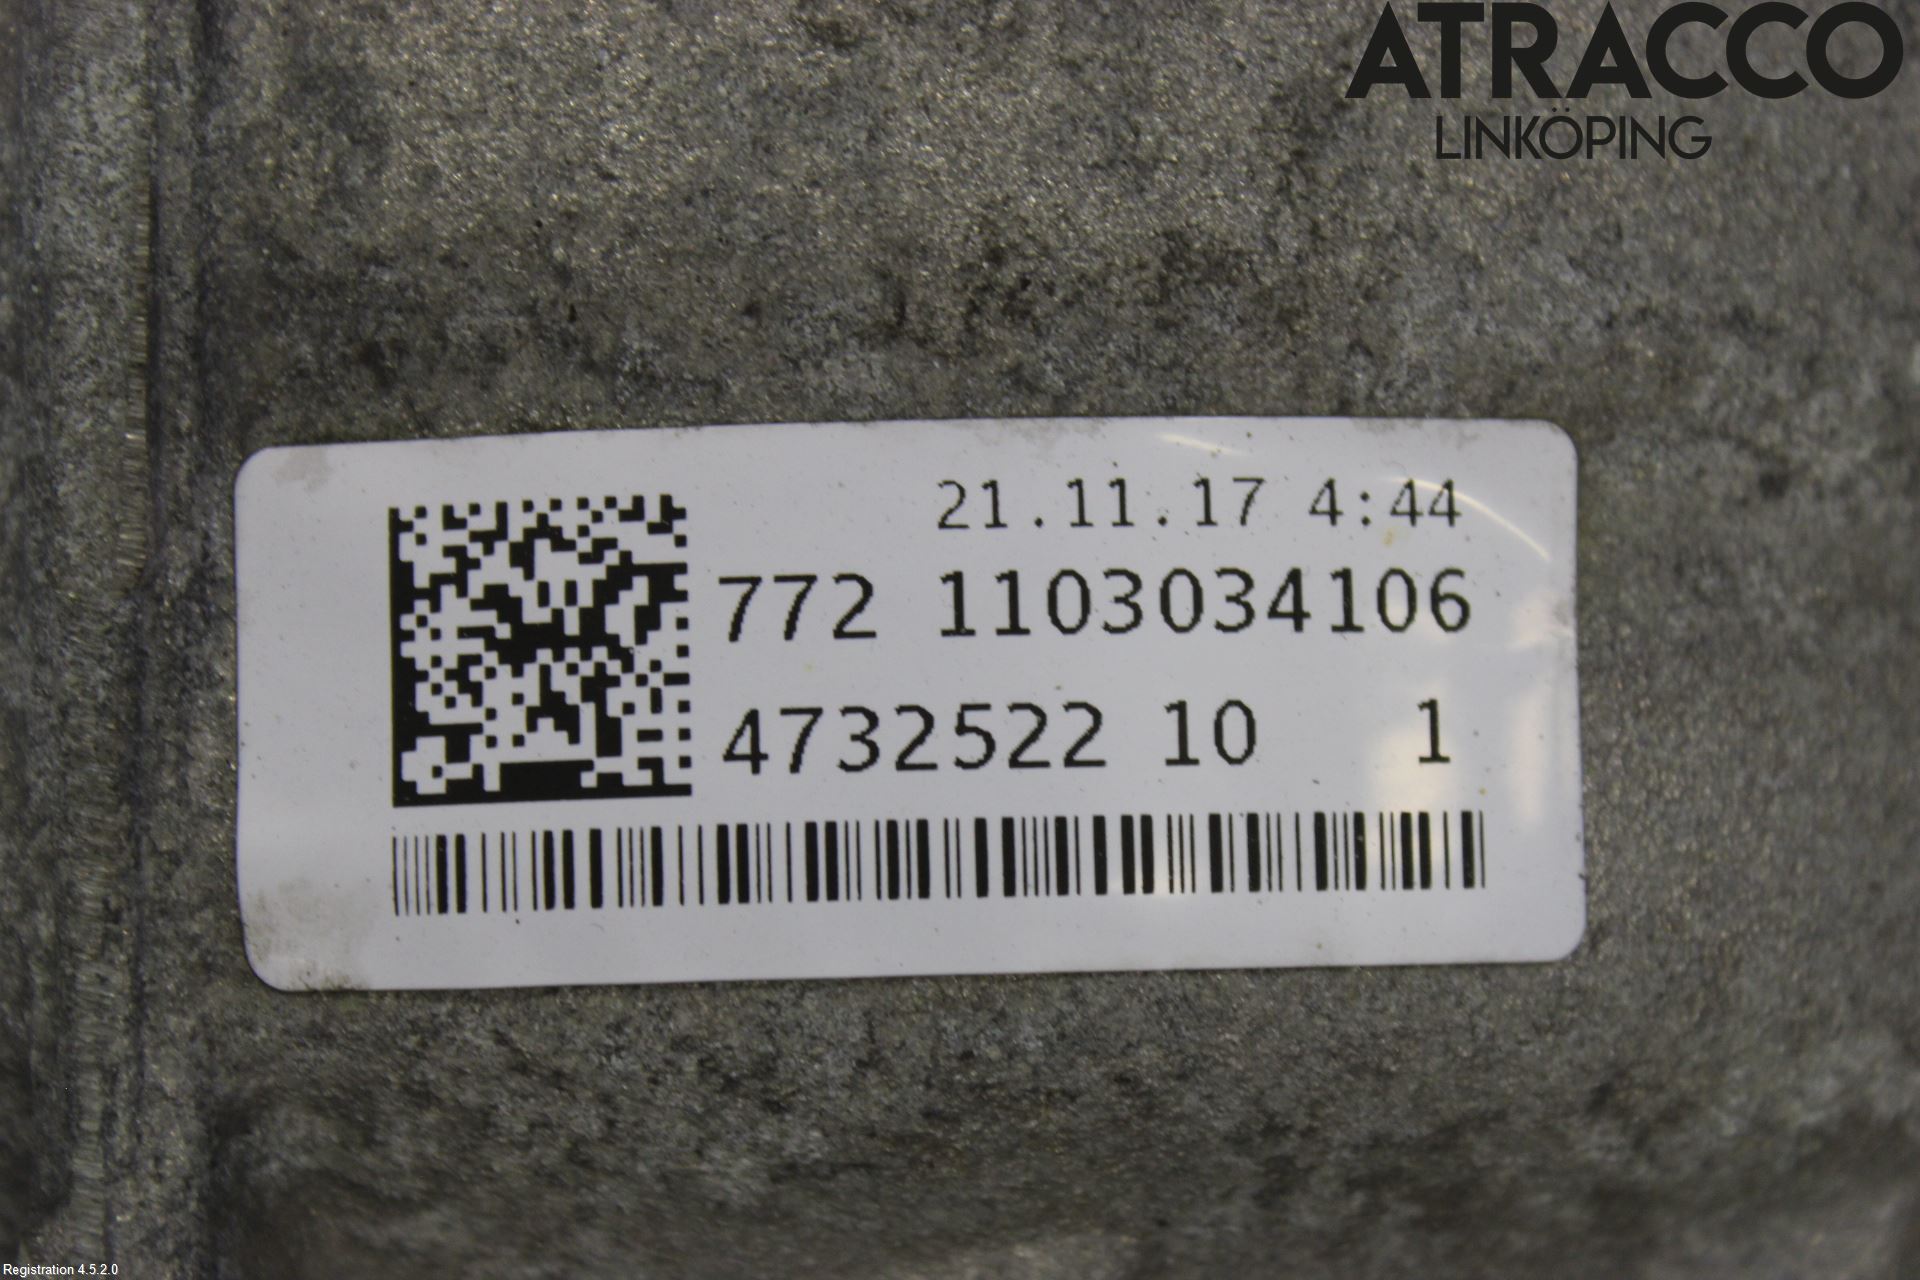 ATRACCO
LINKÖPING
21.11.17 4:44
772 1103034106
4732522 10 1
Registration 4.5.2.0